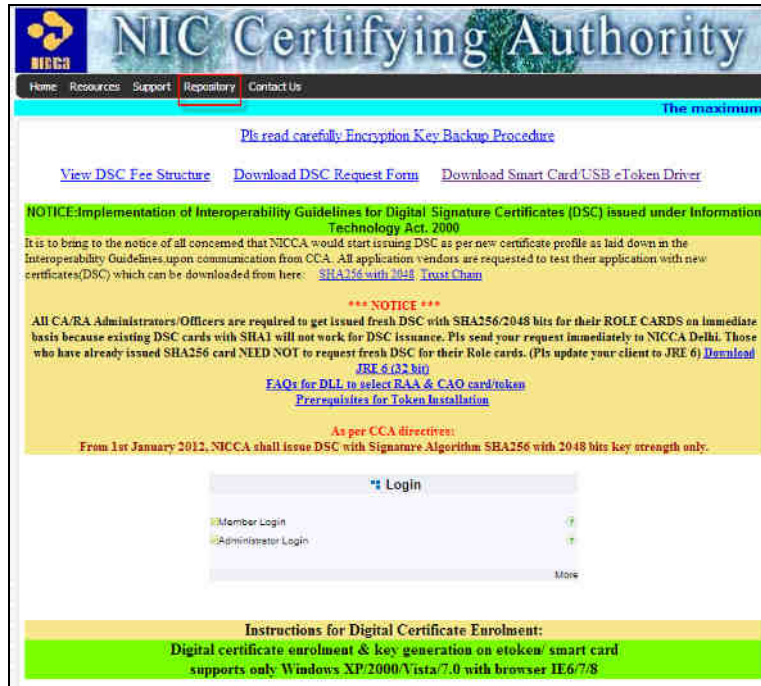 NICCA
NIC Certifying Authority
Home Resources Support Repository Contact Us
The maximum
Pls read carefully Encryption Key Backup Procedure
View DSC Fee Structure Download DSC Request Form Download Smart Card/USB eToken Driver
NOTICE:Implementation of Interoperability Guidelines for Digital Signature Certificates (DSC) issued under Information
Technology Act. 2000
It is to bring to the notice of all concerned that NICCA would start issuing DSC as per new certificate profile as laid down in the
Interoperability Guidelines,upon communication from CCA. All application vendors are requested to test their application with new
certficates(DSC) which can be downloaded from here: SHA256 with 2048 Trust Chain
*** NOTICE ***
All CA/RA Administrators/Officers are required to get issued fresh DSC with SHA256/2048 bits for their ROLE CARDS on immediate
basis because existing DSC cards with SHA1 will not work for DSC issuance. Pls send your request immediately to NICCA Delhi. Those
who have already issued SHA256 card NEED NOT to request fresh DSC for their Role cards. (Pls update your client to JRE 6) Download
JRE 6 (32 bit)
FAQs for DLL to select RAA & CAO card/token
Prerequisites for Token Installation
As per CCA directives:
From 1st January 2012, NICCA shall issue DSC with Signature Algorithm SHA256 with 2048 bits key strength only.
Login
Member Login
Administrator Login
More
Instructions for Digital Certificate Enrolment:
Digital certificate enrolment & key generation on etoken/ smart card
supports only Windows XP/2000/Vista/7.0 with browser IE6/7/8